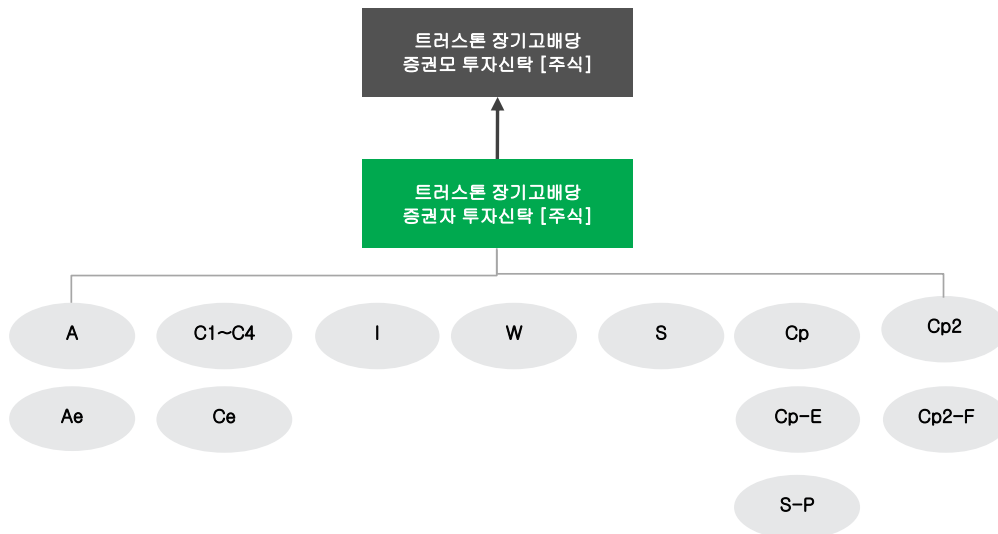 트러스톤 장기고배당
증권모 투자신탁 [주식]
트러스톤 장기고배당
증권자 투자신탁 [주식]
A
C1~C4
I
W
S
Cp
Cp2
Ae
Ce
Cp-E
Cp2-F
S-P